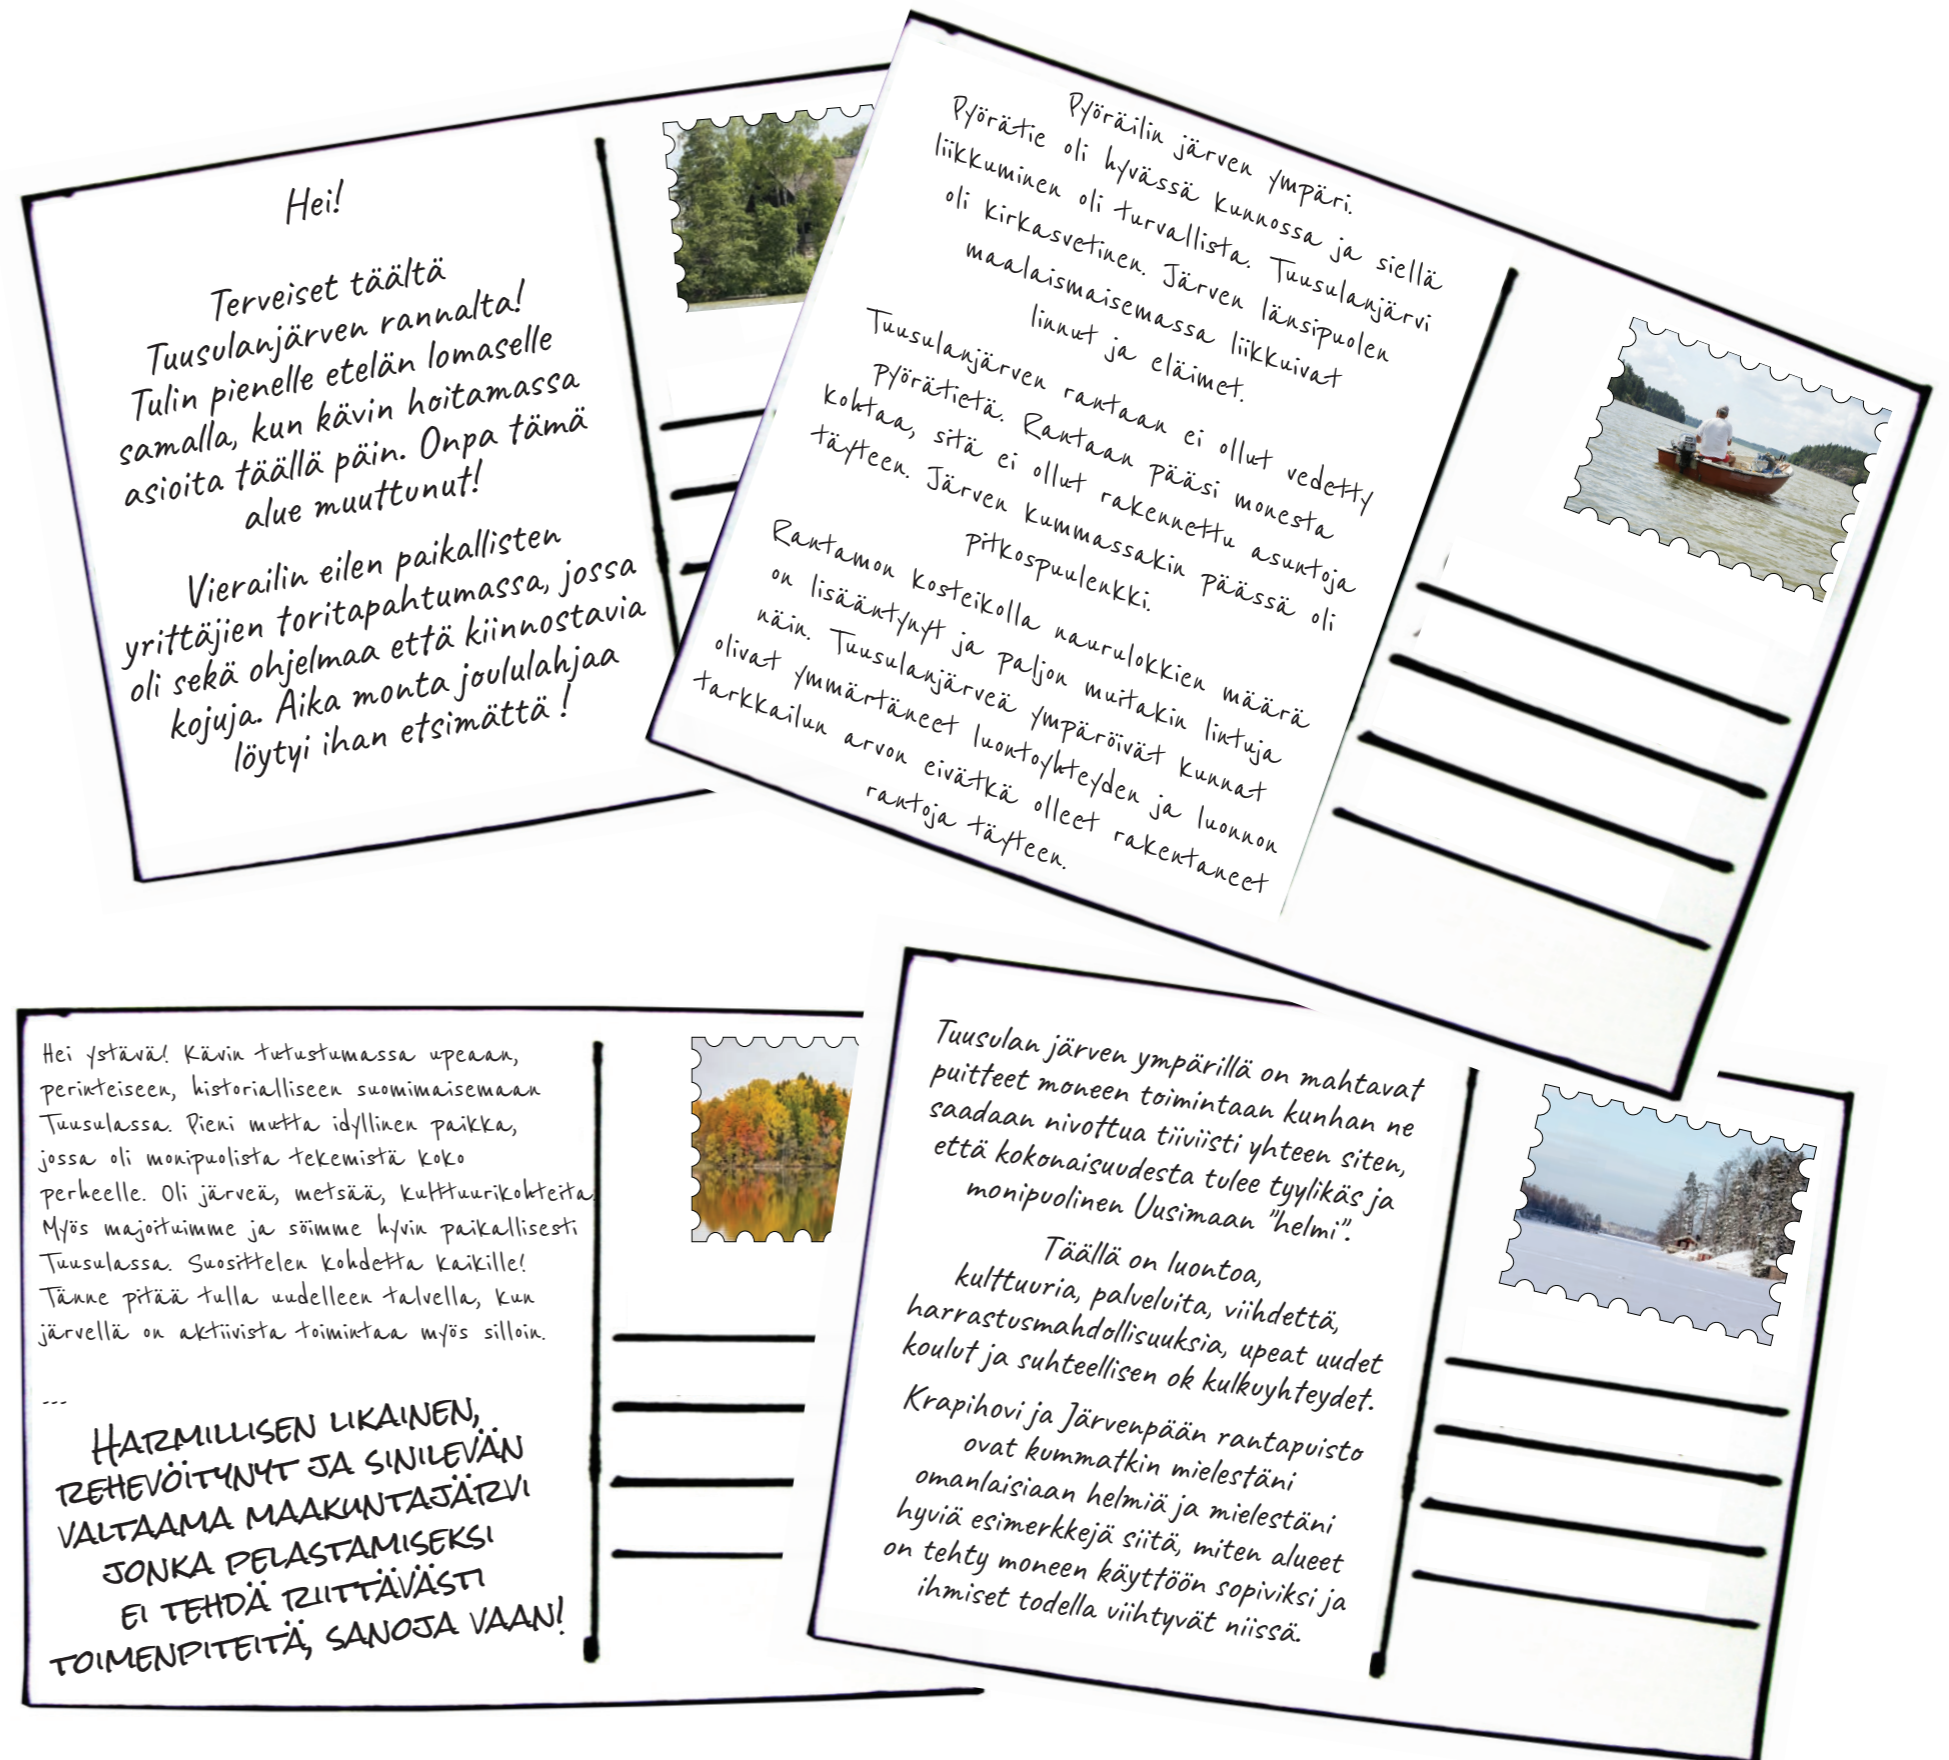 Hei!
Terveiset täältä
Tuusulanjärven rannalta!
Tulin pienelle etelän lomaselle
samalla, kun kävin hoitamassa
asioita täällä päin. Onpa tämä
alue muuttunut!
Vierailin eilen paikallisten
yrittäjien toritapahtumassa, jossa
oli sekä ohjelmaa että kiinnostavia
kojuja. Aika monta joululahjaa
löytyi ihan etsimättä !
Pyöräilin järven ympäri.
Pyörätie oli hyvässä kunnossa ja siellä
liikkuminen oli turvallista. Tuusulanjärvi
oli kirkasvetinen. Järven länsipuolen
maalaismaisemassa liikkuivat
linnut ja eläimet.
Tuusulanjärven rantaan ei ollut vedetty
pyörätietä. Rantaan pääsi monesta
kohtaa, sitä ei ollut rakennettu asuntoja
täyteen. Järven kummassakin päässä oli
pitkospuulenkki.
Rantamon kosteikolla naurulokkien määrä
on lisääntynyt ja paljon muitakin lintuja
näin. Tuusulanjärveä ympäröivät kunnat
olivat ymmärtäneet luontoyhteyden ja luonnon
tarkkailun arvon eivätkä olleet rakentaneet
rantoja täyteen.
Hei ystävä! Kävin tutustumassa upeaan,
perinteiseen, historialliseen suomimaisemaan
Tuusulassa. Pieni mutta idyllinen paikka,
jossa oli monipuolista tekemistä koko
perheelle. Oli järveä, metsää, kulttuurikohteita.
Myös majoituimme ja söimme hyvin paikallisesti
Tuusulassa. Suosittelen kohdetta kaikille!
Tänne pitää tulla uudelleen talvella, kun
järvellä on aktiivista toimintaa myös silloin.
---
HARMILLISEN LIKAINEN,
REHEVÖITYNYT JA SINILEVÄN
VALTAAMA MAAKUNTAJÄRVI
JONKA PELASTAMISEKSI
EI TEHDÄ RIITTÄVÄSTI
TOIMENPITEITÄ, SANOJA VAAN!
Tuusulan järven ympärillä on mahtavat
puitteet moneen toimintaan kunhan ne
saadaan nivottua tiiviisti yhteen siten,
että kokonaisuudesta tulee tyylikäs ja
monipuolinen Uusimaan "helmi".
Täällä on luontoa,
kulttuuria, palveluita, viihdettä,
harrastusmahdollisuuksia, upeat uudet
koulut ja suhteellisen ok kulkuyhteydet.
Krapihovi ja Järvenpään rantapuisto
ovat kummatkin mielestäni
omanlaisiaan helmiä ja mielestäni
hyviä esimerkkejä siitä, miten alueet
on tehty moneen käyttöön sopiviksi ja
ihmiset todella viihtyvät niissä.